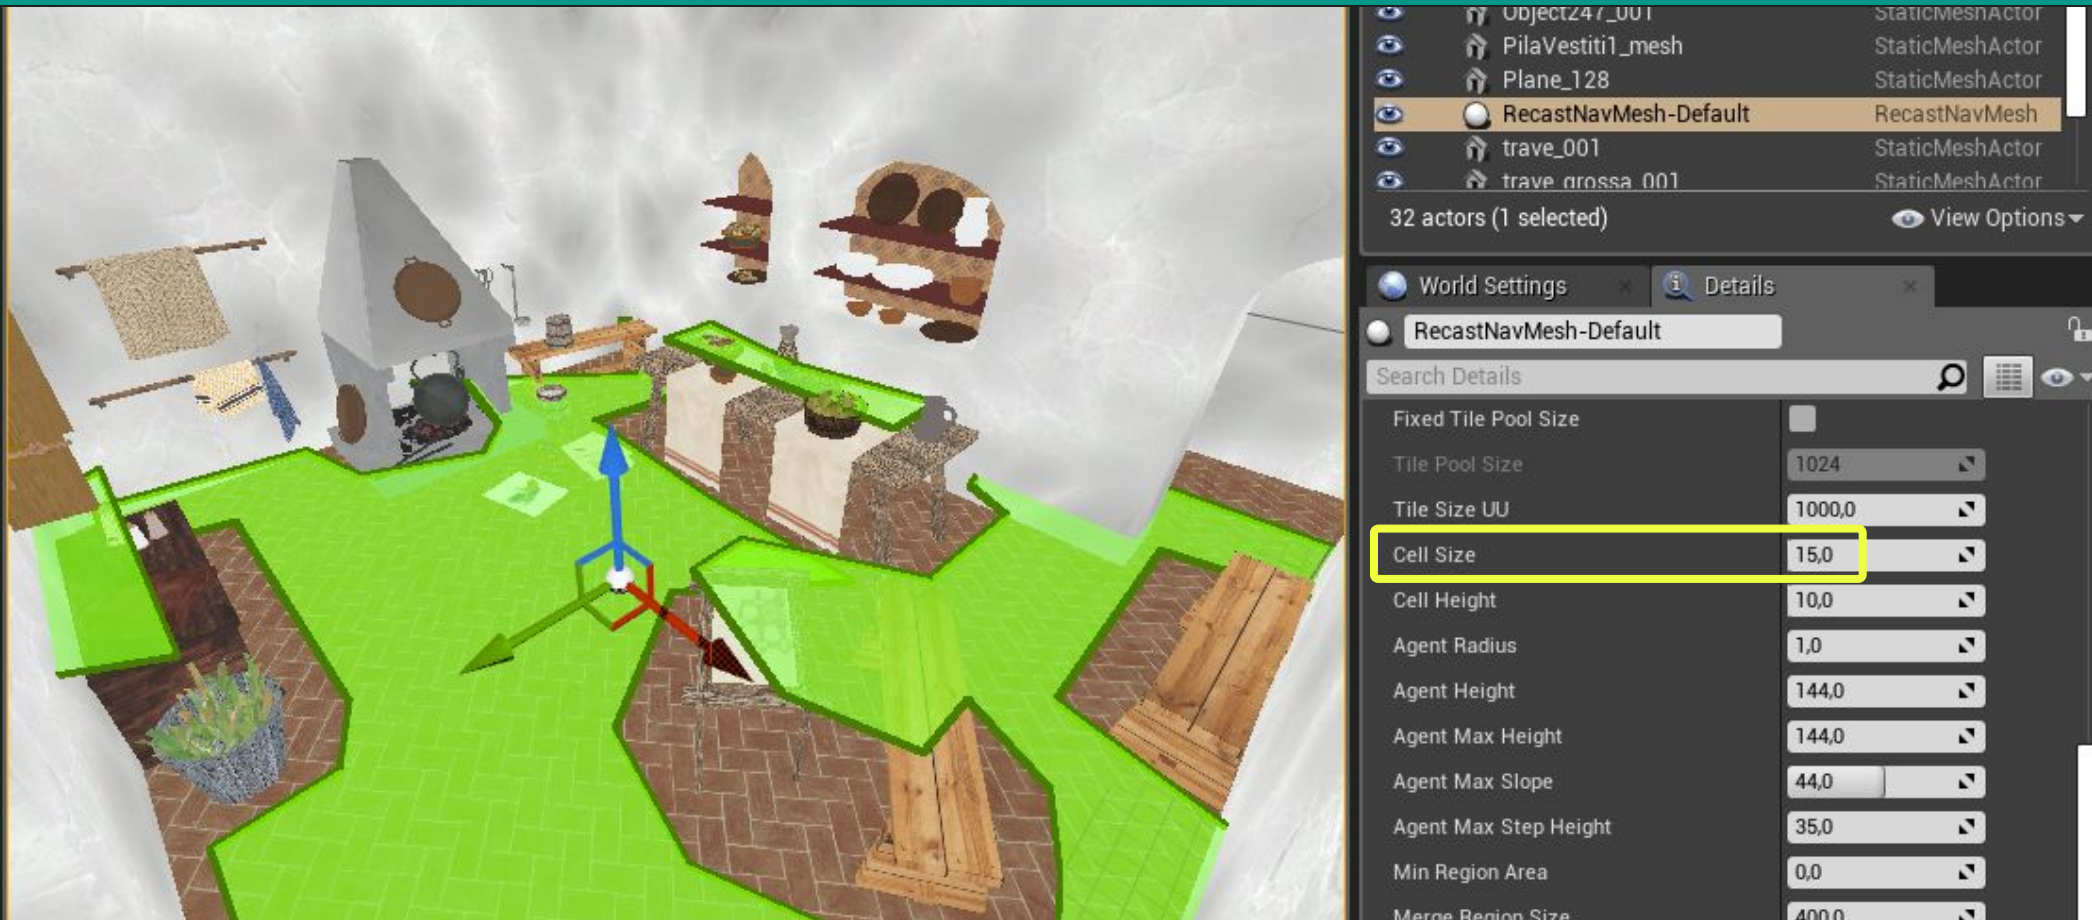 Object247_001 StaticMeshActor
PilaVestiti1_mesh StaticMeshActor
Plane_128 StaticMeshActor
RecastNavMesh-Default RecastNavMesh
trave_001 StaticMeshActor
trave_grossa_001 StaticMeshActor
32 actors (1 selected) View Options
World Settings Details
RecastNavMesh-Default
Search Details
Fixed Tile Pool Size
Tile Pool Size 1024
Tile Size UU 1000,0
Cell Size 15,0
Cell Height 10,0
Agent Radius 1,0
Agent Height 144,0
Agent Max Height 144,0
Agent Max Slope 44,0
Agent Max Step Height 35,0
Min Region Area 0,0
Merge Region Size 400,0